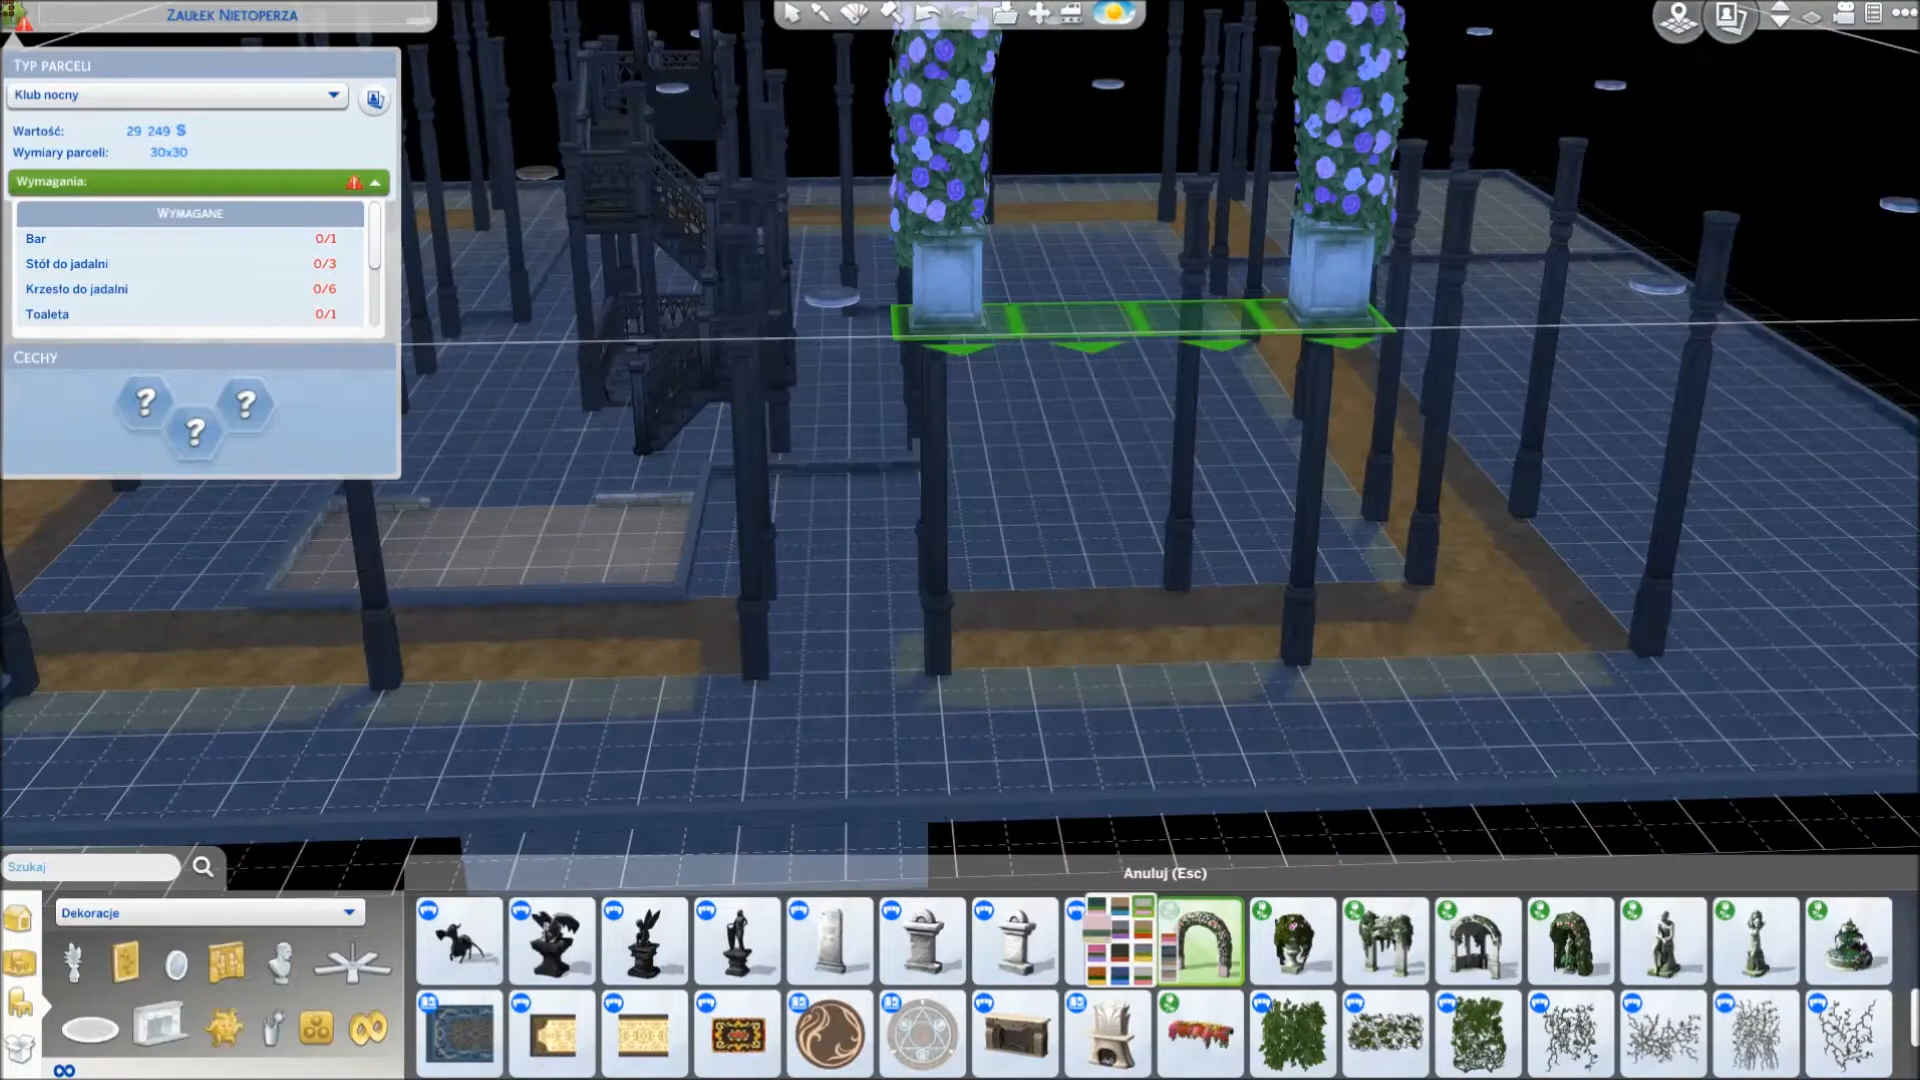 Zaułek Nietoperza
Typ parceli
Klub nocny
Wartość: 29 249 $
Wymiary parceli: 30x30
Wymagania:
Wymagane
Bar 0/1
Stół do jadalni 0/3
Krzesło do jadalni 0/6
Toaleta 0/1
Cechy
? ? ?
Anuluj (Esc)
Szukaj
Dekoracje